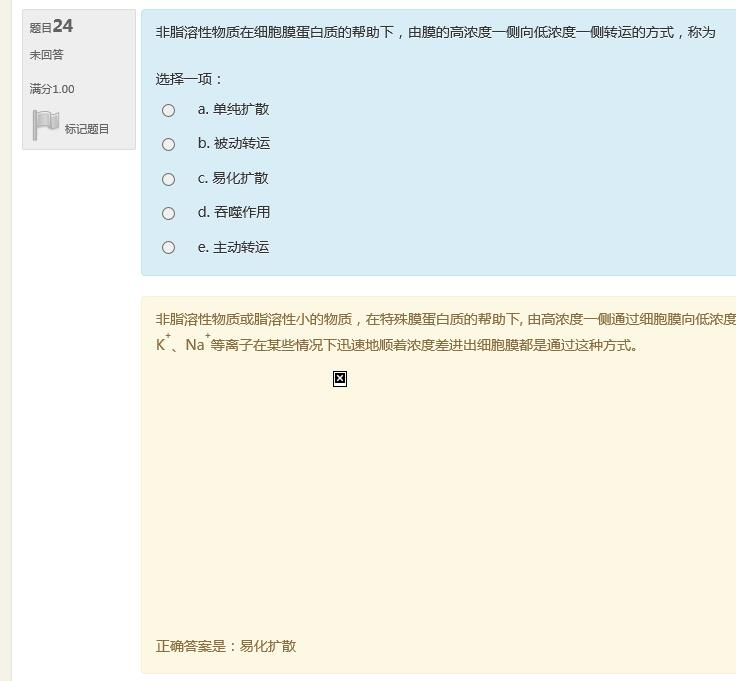 题目24
未回答
满分1.00
标记题目
非脂溶性物质在细胞膜蛋白质的帮助下，由膜的高浓度一侧向低浓度一侧转运的方式，称为
选择一项：
a. 单纯扩散
b. 被动转运
c. 易化扩散
d. 吞噬作用
e. 主动转运
非脂溶性物质或脂溶性小的物质，在特殊膜蛋白质的帮助下, 由高浓度一侧通过细胞膜向低浓度
K⁺、Na⁺等离子在某些情况下迅速地顺着浓度差进出细胞膜都是通过这种方式。
正确答案是：易化扩散